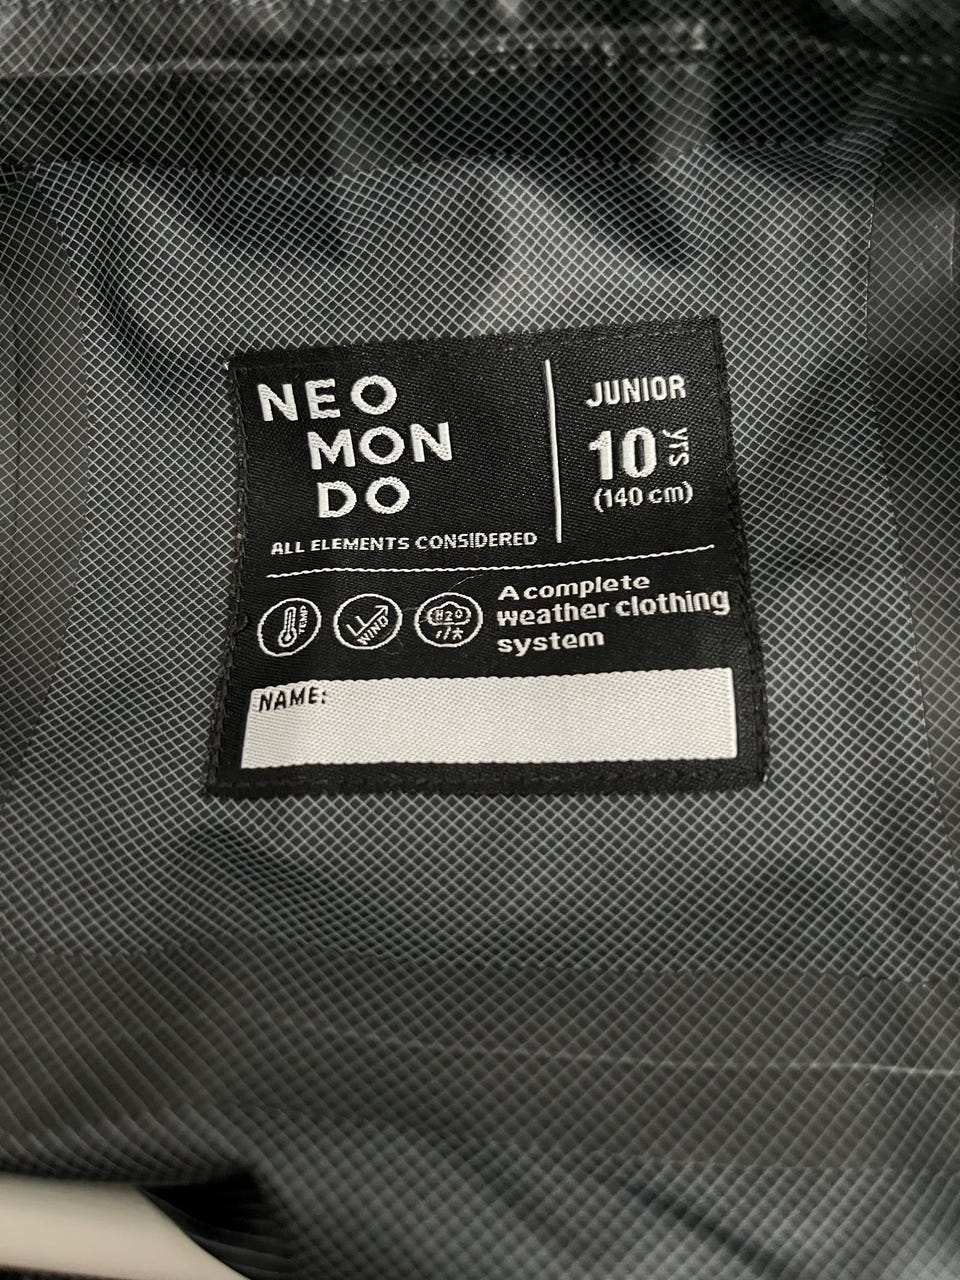 NEO
MON
DO
ALL ELEMENTS CONSIDERED
JUNIOR
10 yrs
(140 cm)
TEMP
WIND
H2O
A complete
weather clothing
system
NAME: